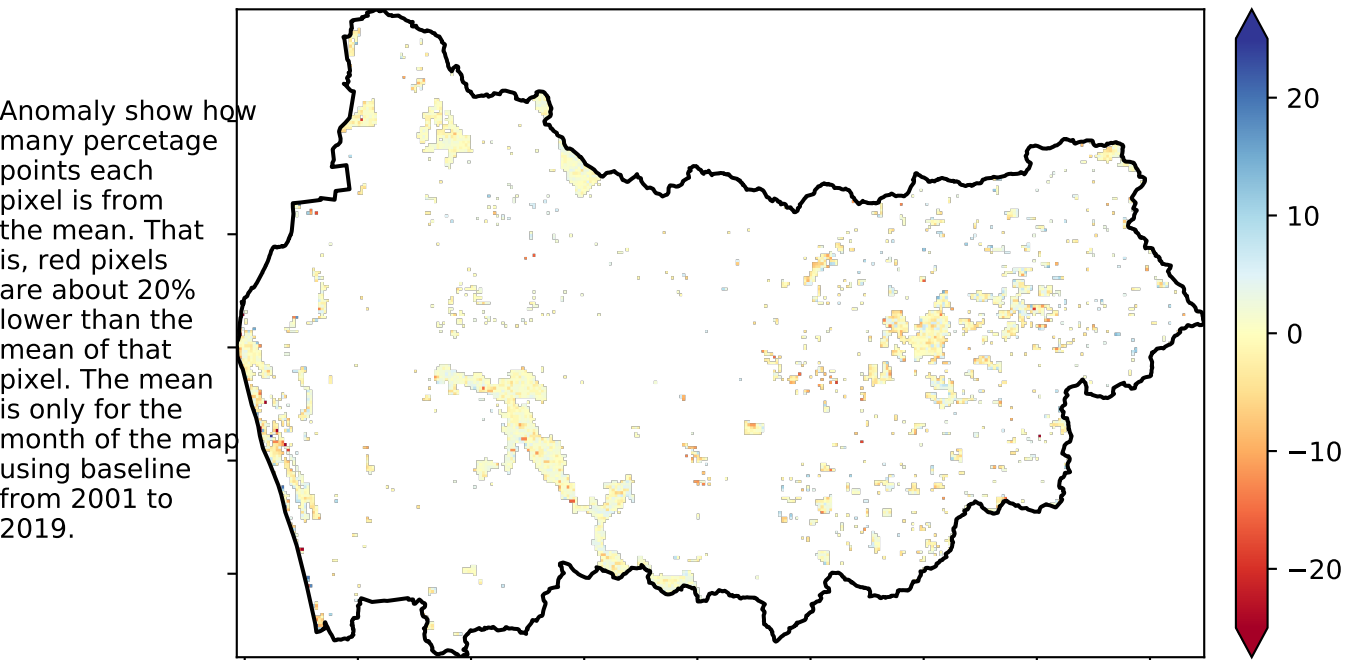 Anomaly show how
many percetage
points each
pixel is from
the mean. That
is, red pixels
are about 20%
lower than the
mean of that
pixel. The mean
is only for the
month of the map
using baseline
from 2001 to
2019.
20
10
0
−10
−20